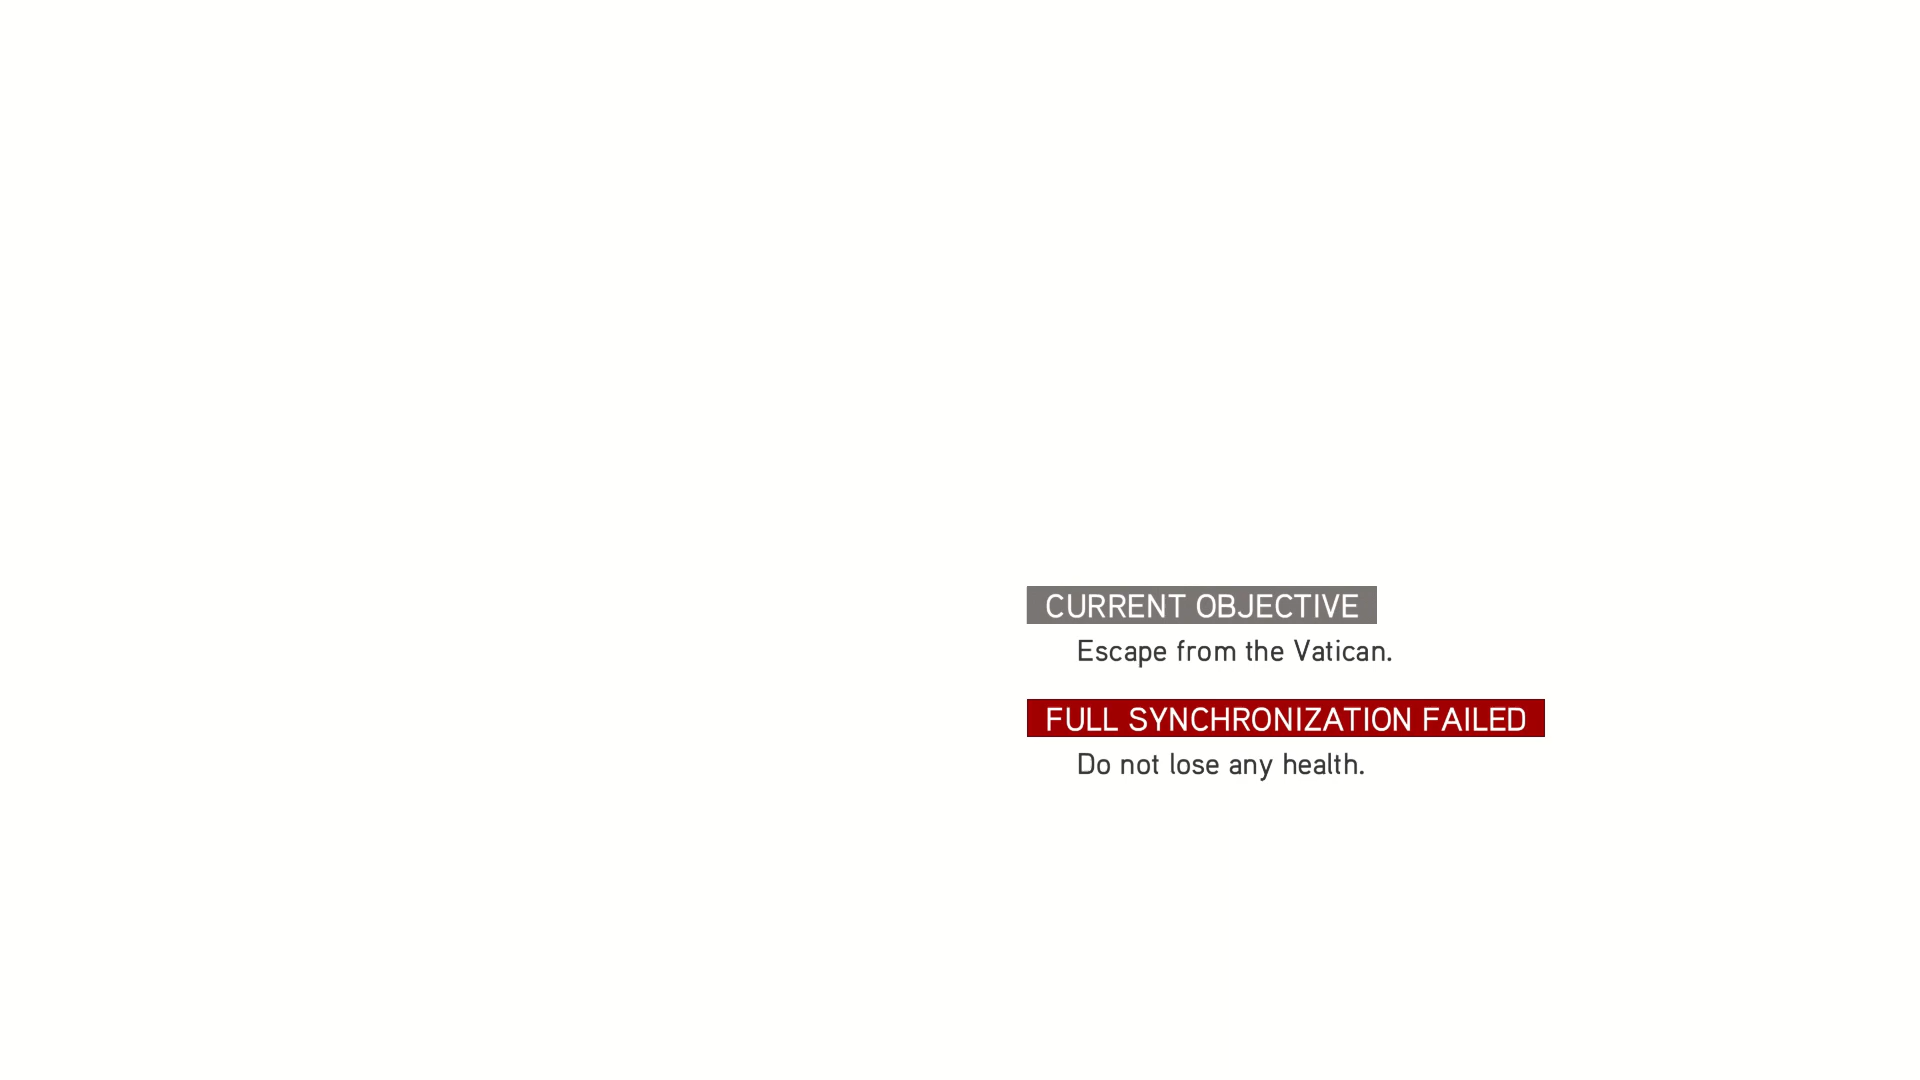 CURRENT OBJECTIVE
Escape from the Vatican.
FULL SYNCHRONIZATION FAILED
Do not lose any health.